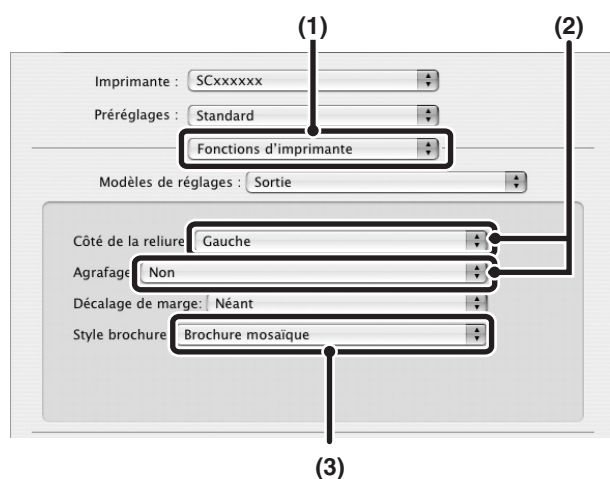 (1) (2)
Imprimante : SCxxxxxx
Préréglages : Standard
Fonctions d'imprimante
Modèles de réglages : Sortie
Côté de la reliure Gauche
Agrafage Non
Décalage de marge: Néant
Style brochure Brochure mosaïque
(3)